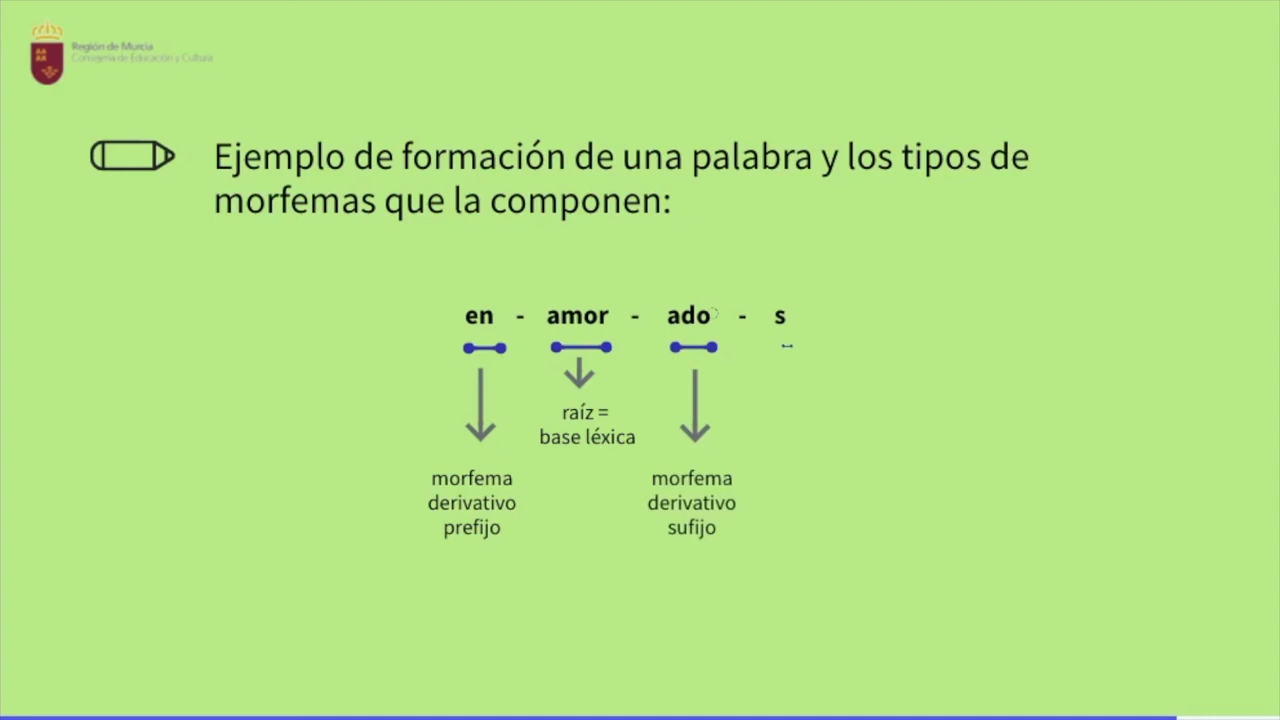 Región de Murcia
Consejería de Educación y Cultura
Ejemplo de formación de una palabra y los tipos de
morfemas que la componen:
en - amor - ado - s
raíz =
base léxica
morfema
derivativo
prefijo
morfema
derivativo
sufijo